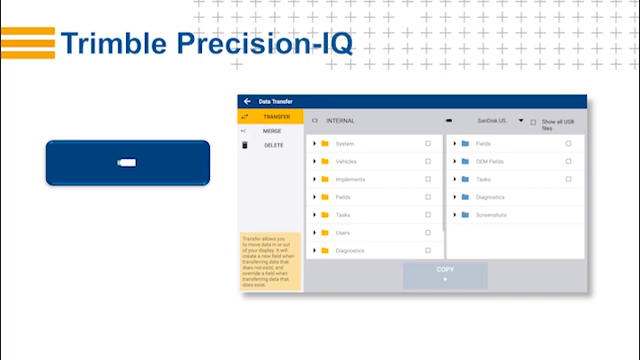 Trimble Precision-IQ
Data Transfer
TRANSFER
MERGE
DELETE
Transfer allows you
to move data in or out
of your display. It will
create a new field when
transferring data that
does not exist, and
override a field when
transferring data that
does exist.
INTERNAL
System
Vehicles
Implements
Fields
Tasks
Users
Diagnostics
SanDisk US..
Show all USB
files
Fields
OEM Fields
Tasks
Diagnostics
Screenshots
COPY